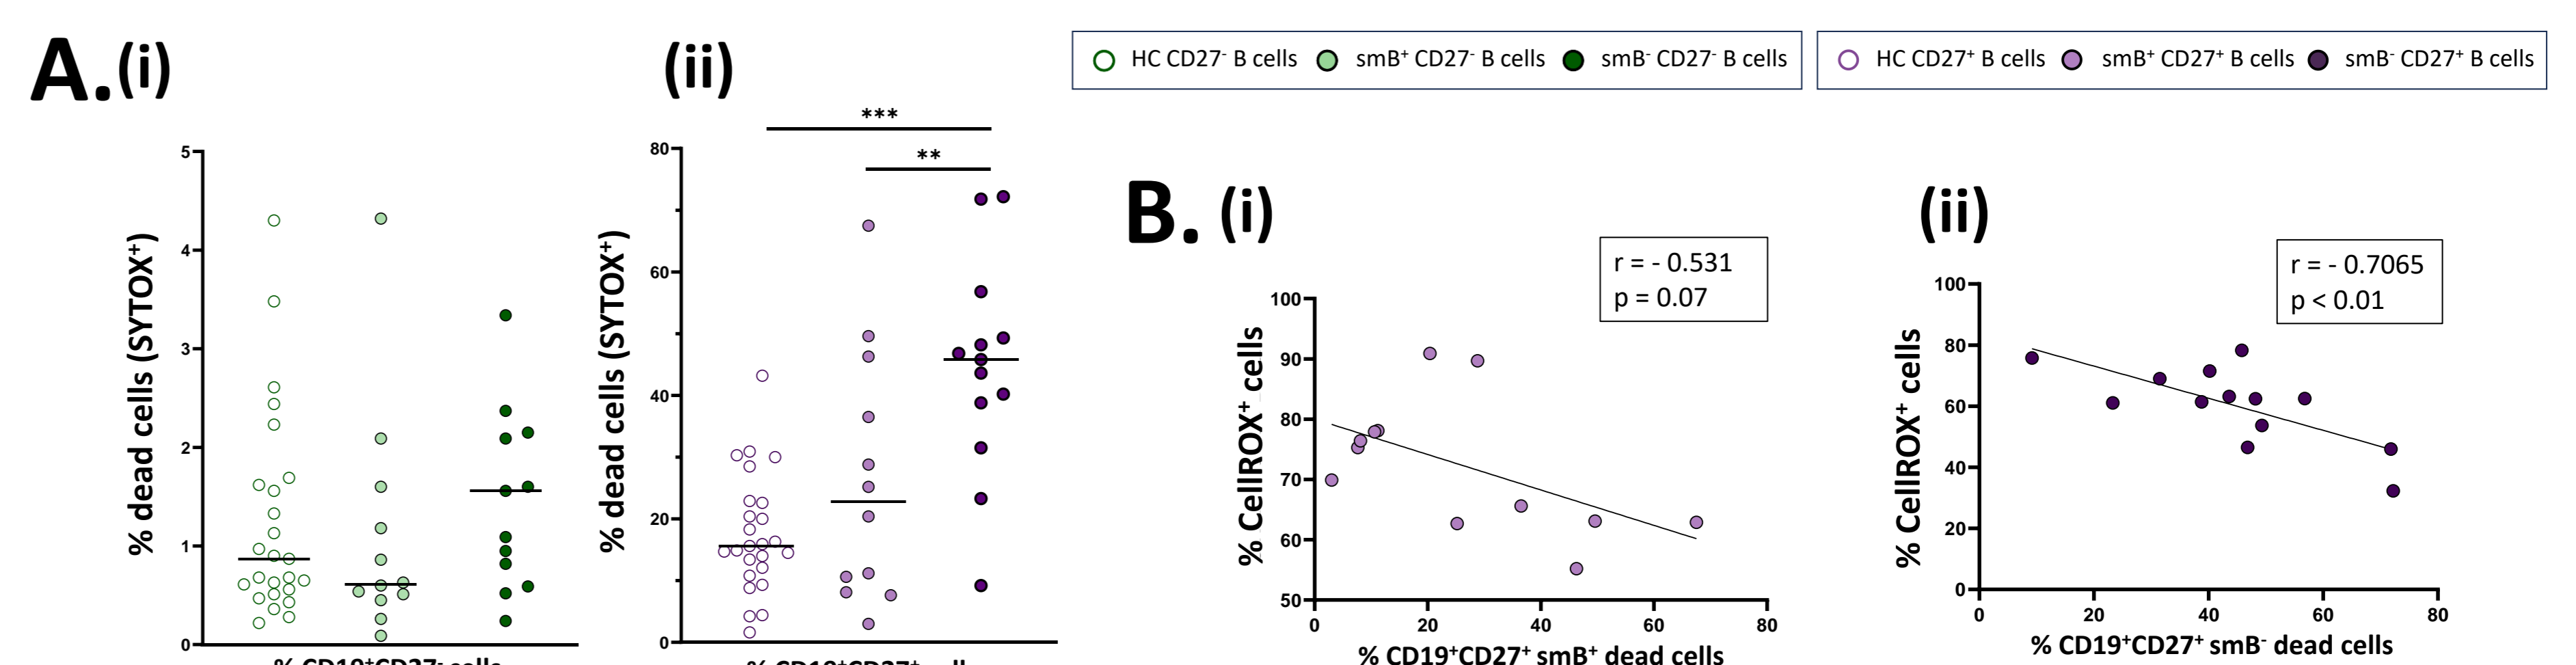 A. (i)
(ii)
HC CD27⁻ B cells smB⁺ CD27⁻ B cells smB⁻ CD27⁻ B cells
HC CD27⁺ B cells smB⁺ CD27⁺ B cells smB⁻ CD27⁺ B cells
% dead cells (SYTOX⁺)
5
4
3
2
1
0
% CD19⁺CD27⁻ cells
***
**
% dead cells (SYTOX⁺)
80
60
40
20
0
B. (i)
r = - 0.531
p = 0.07
% CellROX⁺ cells
100
90
80
70
60
50
0 20 40 60 80
% CD19⁺CD27⁺ smB⁺ dead cells
(ii)
r = - 0.7065
p < 0.01
% CellROX⁺ cells
100
80
60
40
20
0
0 20 40 60 80
% CD19⁺CD27⁺ smB⁻ dead cells